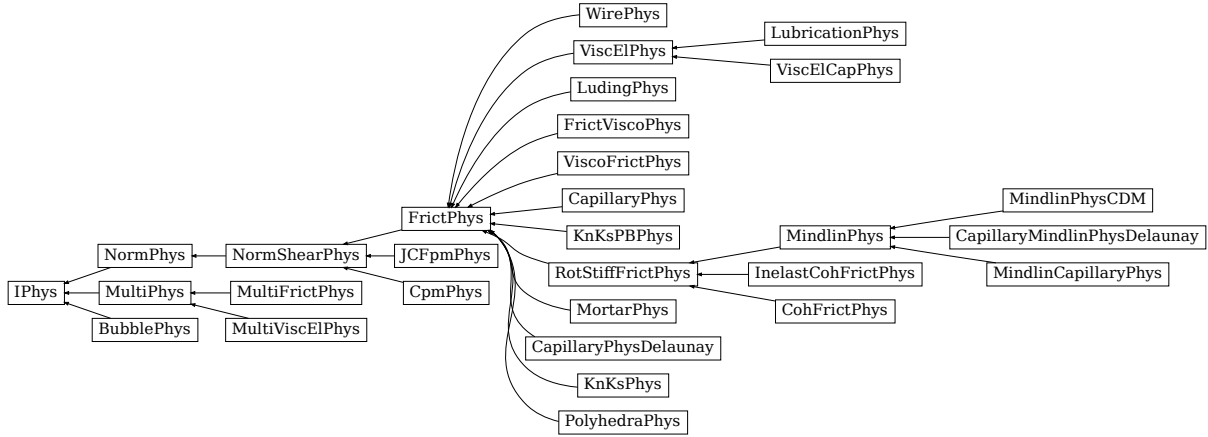 WirePhys
LubricationPhys
ViscElPhys
ViscElCapPhys
LudingPhys
FrictViscoPhys
ViscoFrictPhys
CapillaryPhys
MindlinPhysCDM
FrictPhys
KnKsPBPhys
MindlinPhys
CapillaryMindlinPhysDelaunay
NormPhys
NormShearPhys
JCFpmPhys
RotStiffFrictPhys
InelastCohFrictPhys
MindlinCapillaryPhys
IPhys
MultiPhys
MultiFrictPhys
CpmPhys
MortarPhys
CohFrictPhys
BubblePhys
MultiViscElPhys
CapillaryPhysDelaunay
KnKsPhys
PolyhedraPhys